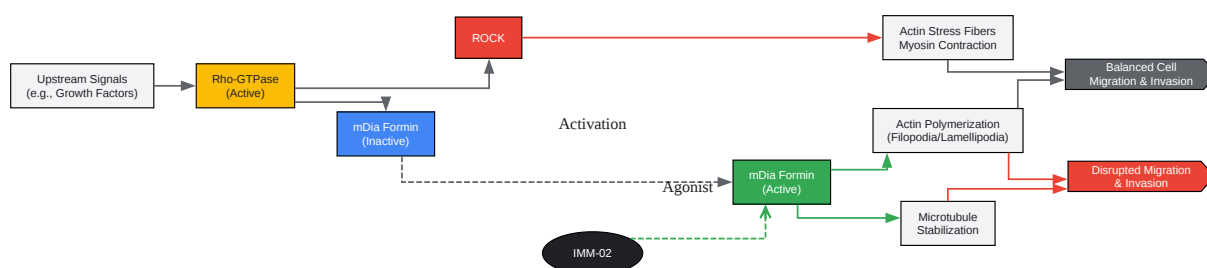 Upstream Signals
(e.g., Growth Factors)
Rho-GTPase
(Active)
ROCK
mDia Formin
(Inactive)
Activation
Agonist
IMM-02
mDia Formin
(Active)
Actin Stress Fibers
Myosin Contraction
Actin Polymerization
(Filopodia/Lamellipodia)
Microtubule
Stabilization
Balanced Cell
Migration & Invasion
Disrupted Migration
& Invasion